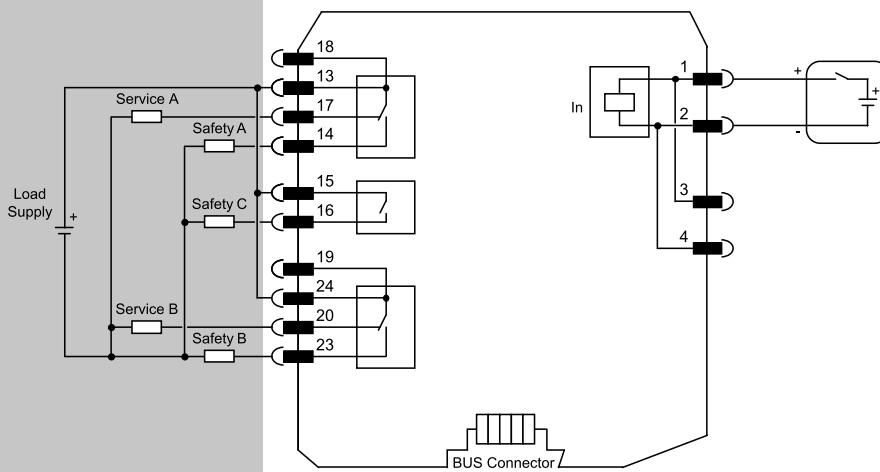 18
13
Service A
17
Safety A
14
15
Safety C
16
Load
Supply
+
19
24
Service B
20
Safety B
23
In
1
2
3
4
+
-
+
BUS Connector